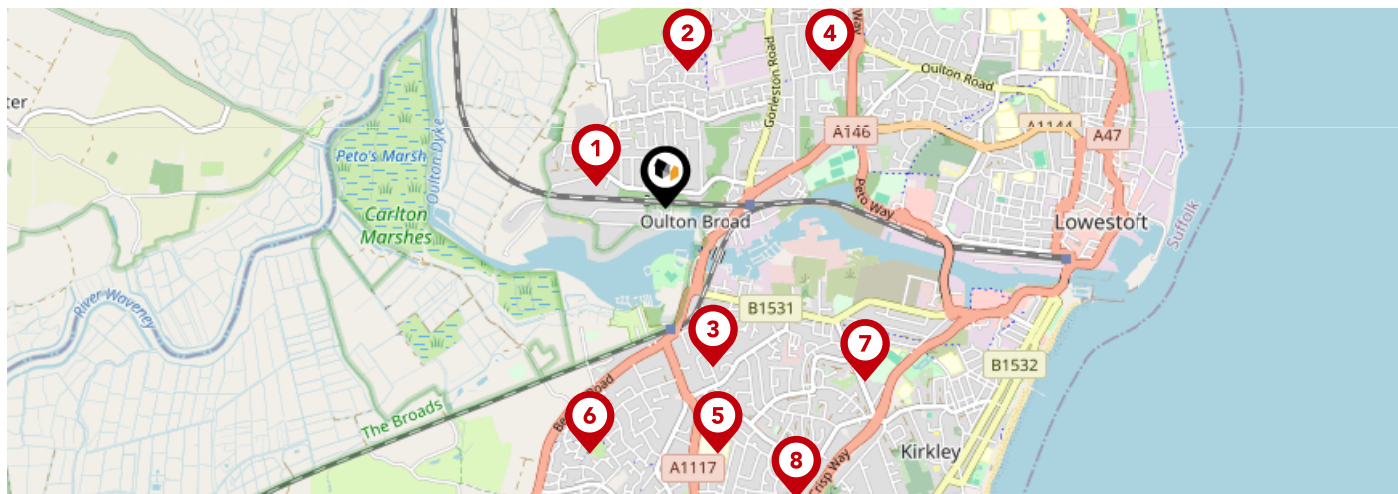 2
4
Way
Gorleston Road
Oulton Road
ter
A1144
A146
A47
1
Peto's Marsh
Oulton Dyke
Peto Way
Carlton
Marshes
Oulton Broad
Lowestoft
Suffolk
River Waveney
B1531
3
7
B1532
The Broads
Road
6
5
Kirkley
A1117
8
Crisp Way